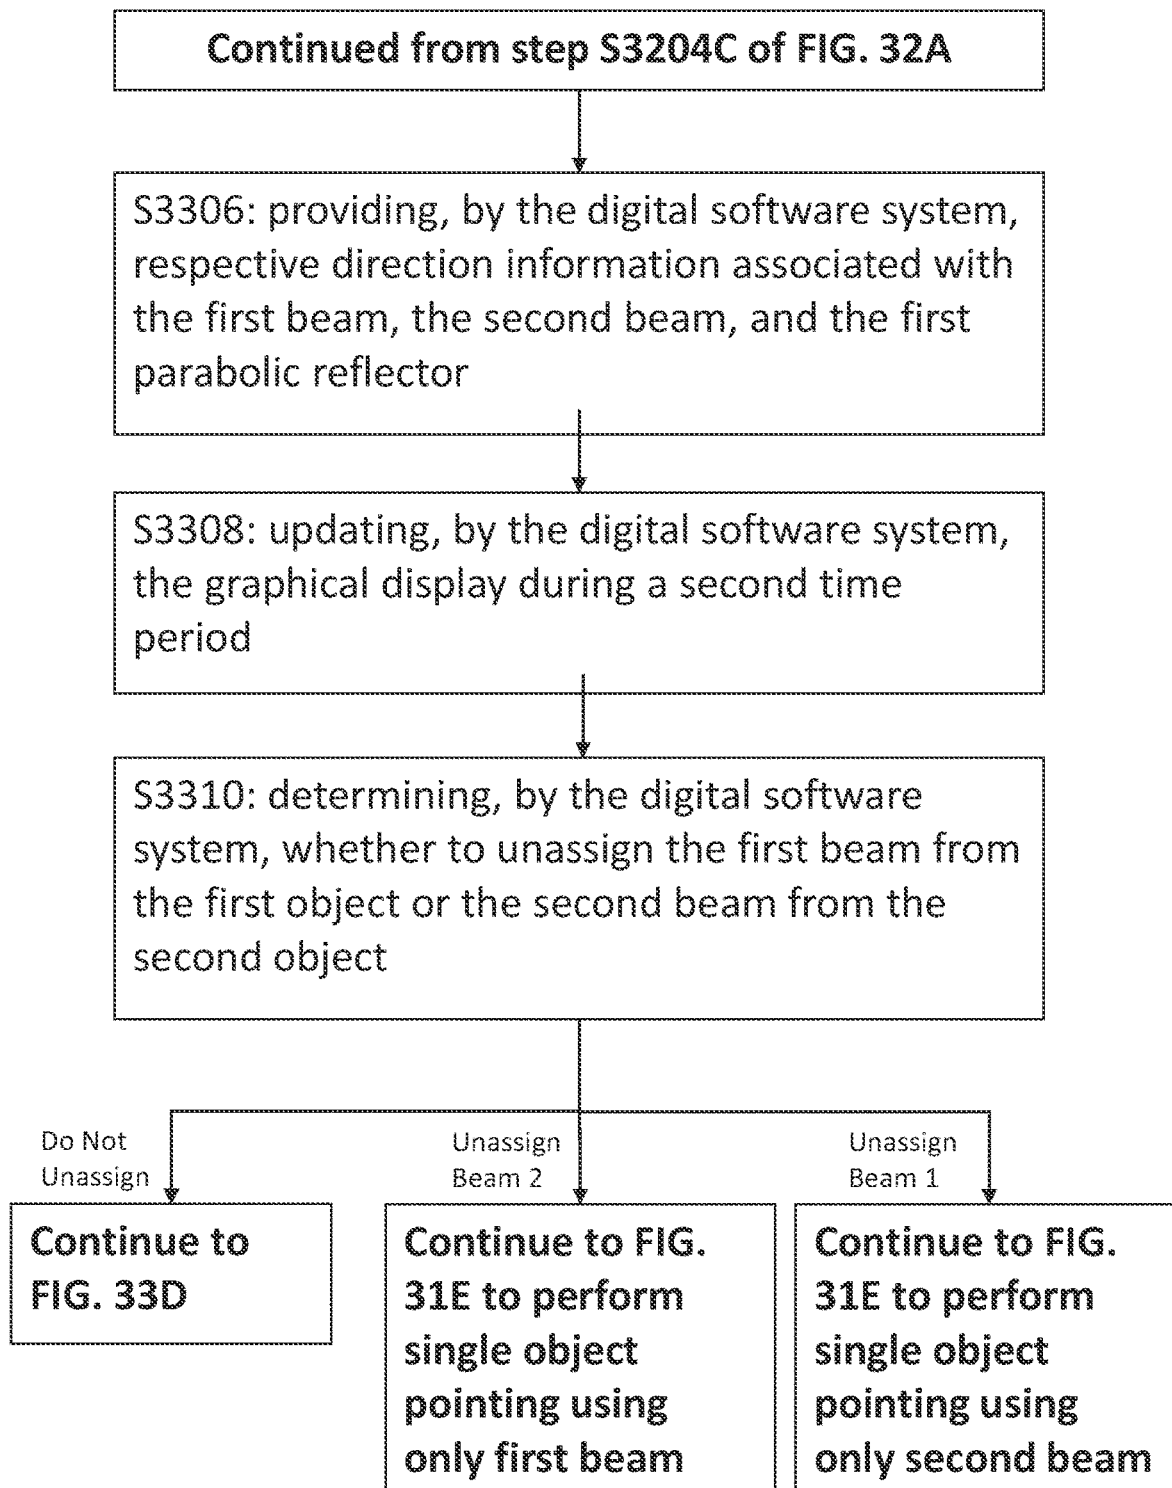 Continued from step S3204C of FIG. 32A
S3306: providing, by the digital software system,
respective direction information associated with
the first beam, the second beam, and the first
parabolic reflector
S3308: updating, by the digital software system,
the graphical display during a second time
period
S3310: determining, by the digital software
system, whether to unassign the first beam from
the first object or the second beam from the
second object
Do Not
Unassign
Continue to
FIG. 33D
Unassign
Beam 2
Continue to FIG.
31E to perform
single object
pointing using
only first beam
Unassign
Beam 1
Continue to FIG.
31E to perform
single object
pointing using
only second beam